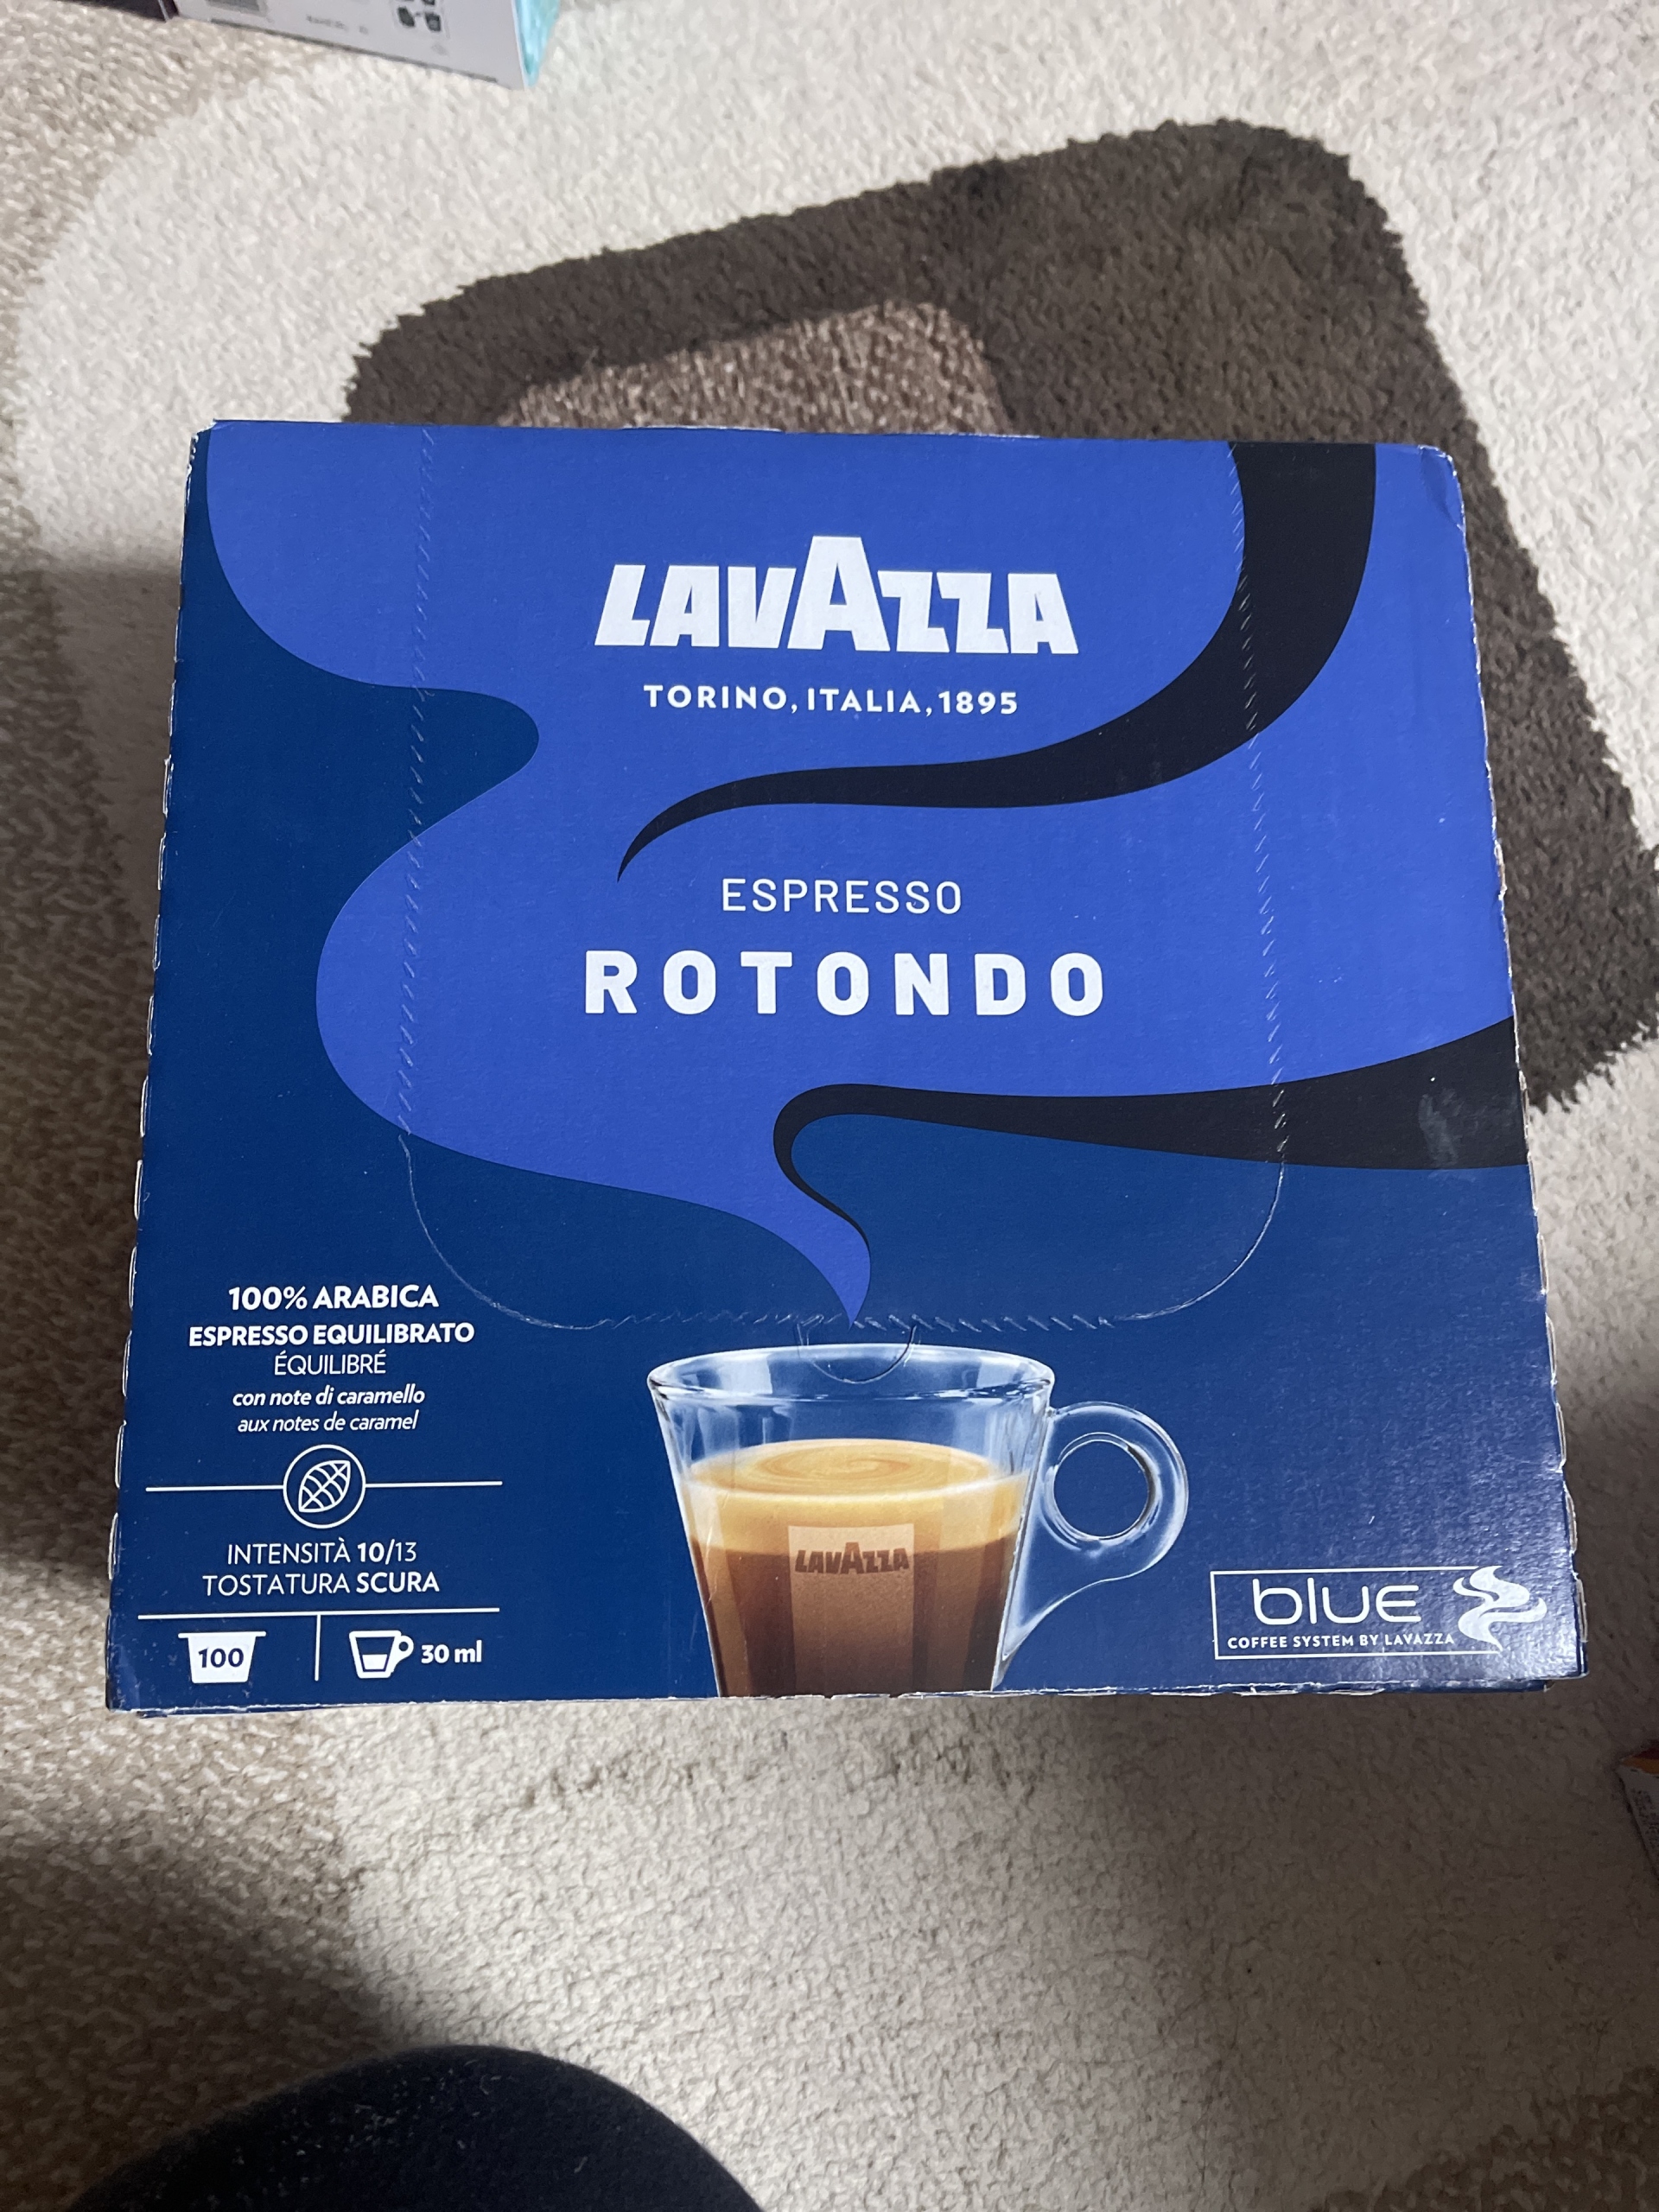 LAVAZZA
TORINO, ITALIA, 1895
ESPRESSO
ROTONDO
100% ARABICA
ESPRESSO EQUILIBRATO
ÉQUILIBRÉ
con note di caramello
aux notes de caramel
INTENSITÀ 10/13
TOSTATURA SCURA
100
30 ml
LAVAZZA
blue
COFFEE SYSTEM BY LAVAZZA